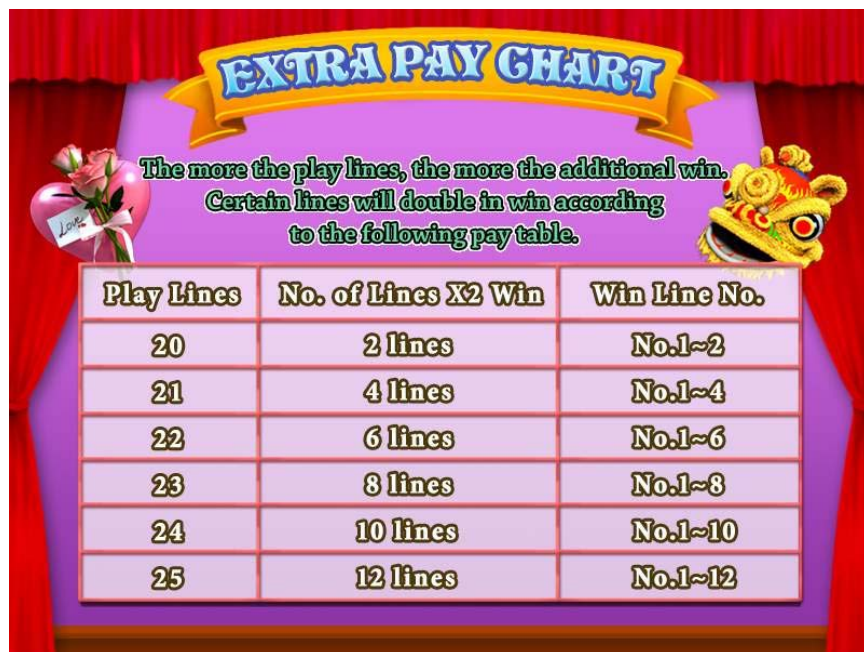 EXTRA PAY CHART
The more the play lines, the more the additional win.
Certain lines will double in win according
to the following pay table.
Love
Play Lines No. of Lines X2 Win Win Line No.
20 2 lines No.1~2
21 4 lines No.1~4
22 6 lines No.1~6
23 8 lines No.1~8
24 10 lines No.1~10
25 12 lines No.1~12